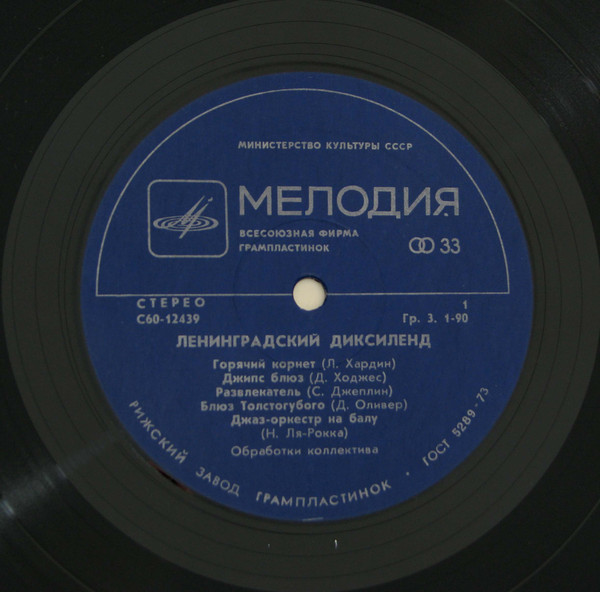 МИНИСТЕРСТВО КУЛЬТУРЫ СССР
МЕЛОДИЯ
ВСЕСОЮЗНАЯ ФИРМА
ГРАМПЛАСТИНОК
33
СТЕРЕО 1
С60-12439 Гр. 3. 1-90
ЛЕНИНГРАДСКИЙ ДИКСИЛЕНД
Горячий корнет (Л. Хардин)
Джипс блюз (Д. Ходжес)
Развлекатель (С. Джеплин)
Блюз Толстогубого (Д. Оливер)
Джаз-оркестр на балу
(Н. Ля-Рокка)
Обработки коллектива
РИЖСКИЙ ЗАВОД ГРАМПЛАСТИНОК · ГОСТ 5289-73